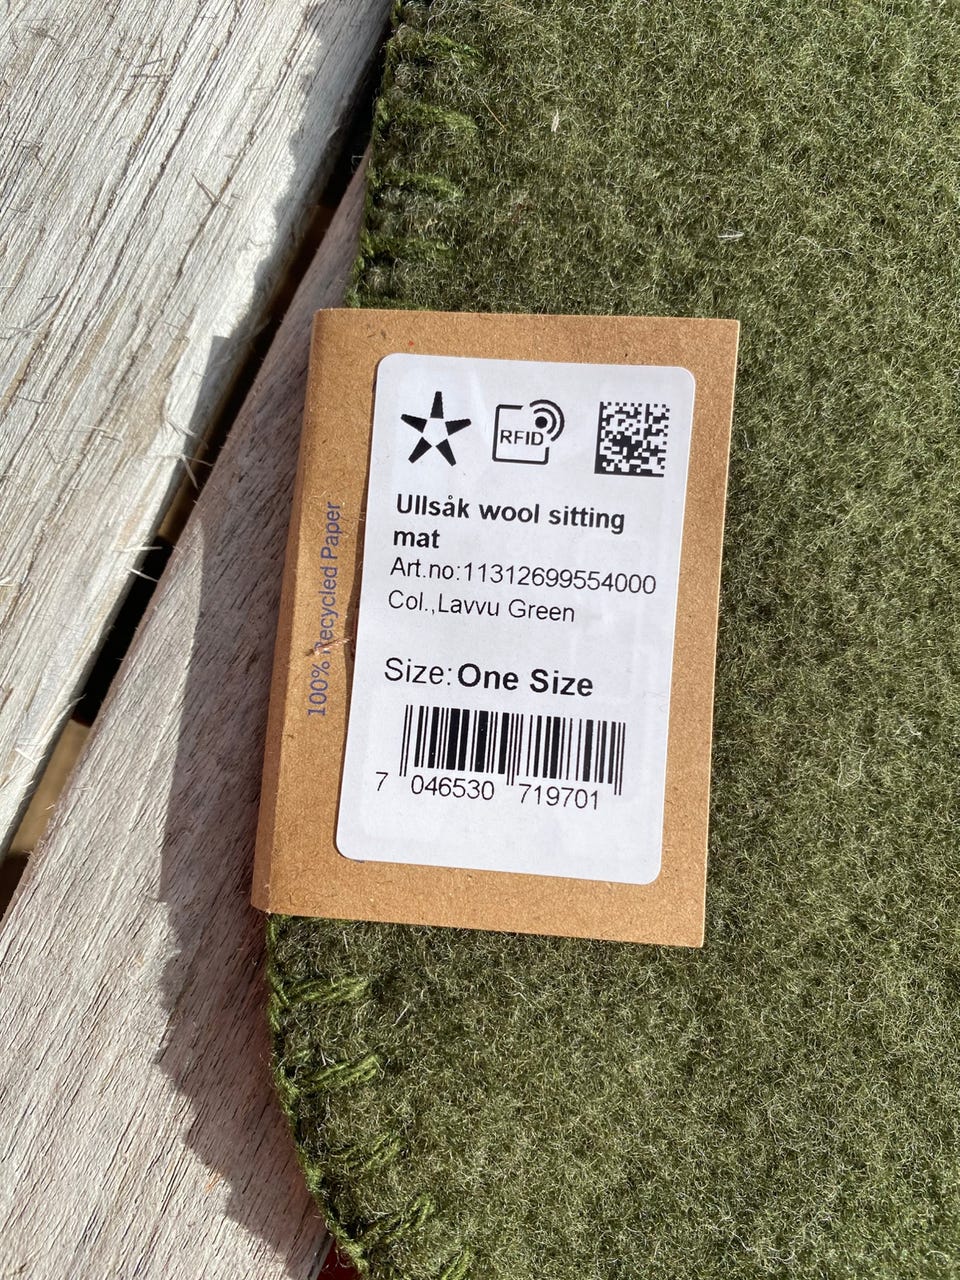 RFID
Ullsåk wool sitting
mat
Art.no:11312699554000
Col.,Lavvu Green
Size: One Size
7 046530 719701
100% Recycled Paper